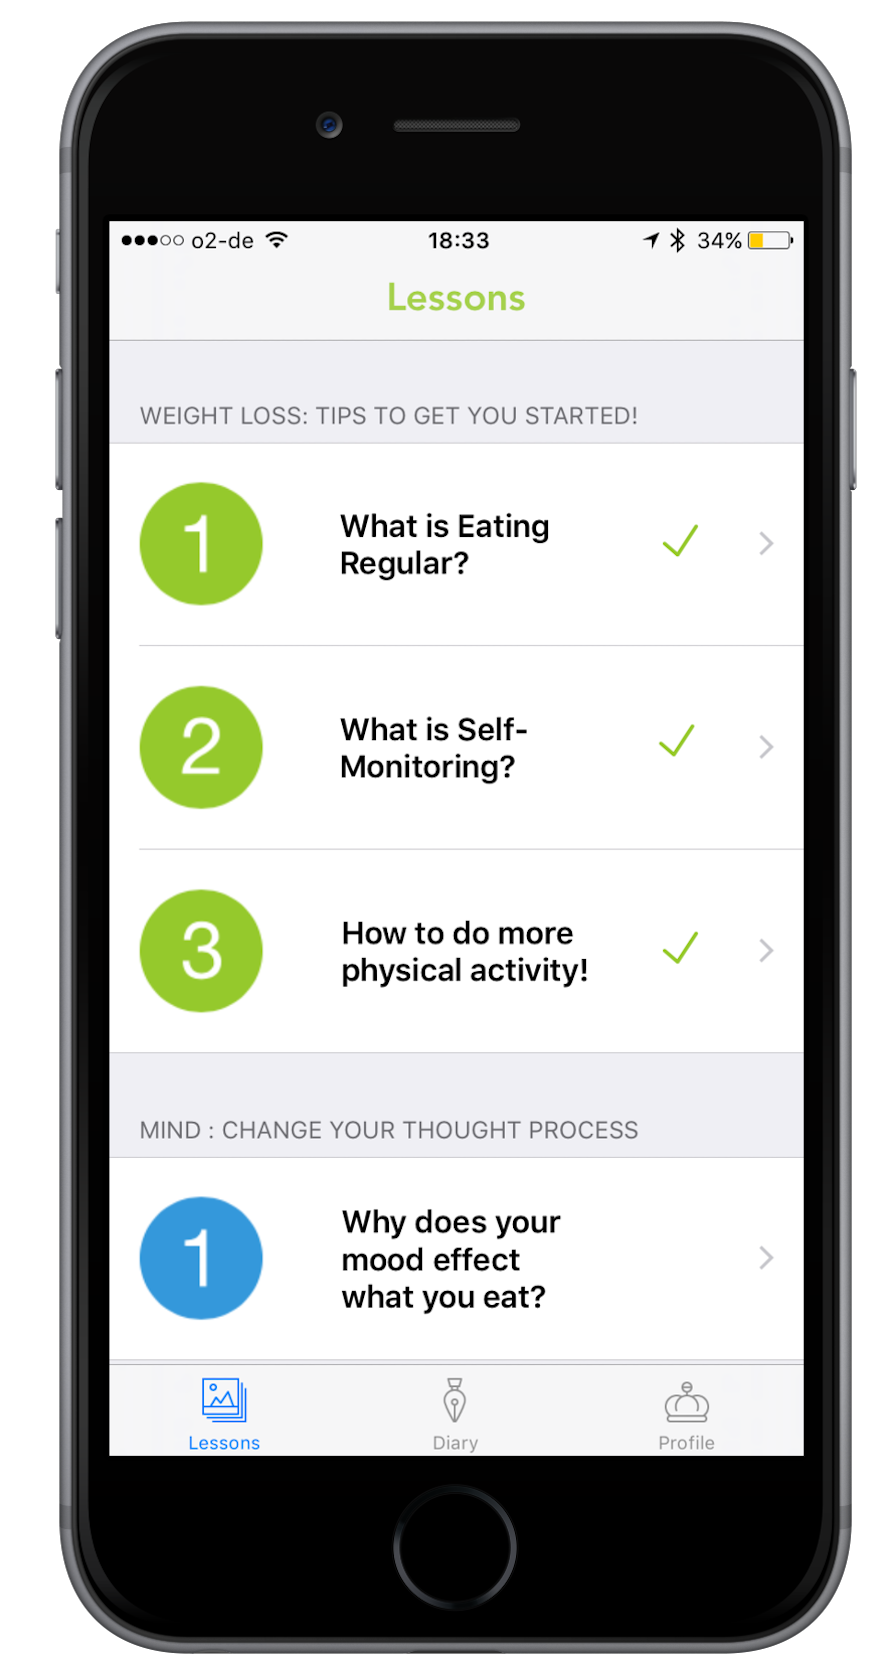 o2-de 18:33 34%
Lessons
WEIGHT LOSS: TIPS TO GET YOU STARTED!
1
What is Eating
Regular?
2
What is Self-
Monitoring?
3
How to do more
physical activity!
MIND : CHANGE YOUR THOUGHT PROCESS
1
Why does your
mood effect
what you eat?
Lessons Diary Profile